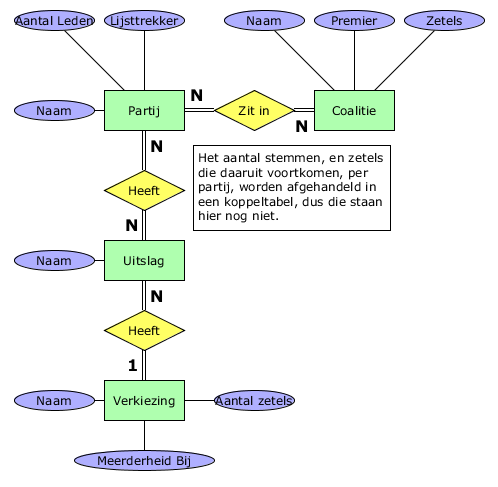 Aantal Leden
Lijsttrekker
Naam
Premier
Zetels
Naam
Partij
N
Zit in
N
Coalitie
N
Heeft
N
Het aantal stemmen, en zetels
die daaruit voortkomen, per
partij, worden afgehandeld in
een koppeltabel, dus die staan
hier nog niet.
Naam
Uitslag
N
Heeft
1
Naam
Verkiezing
Aantal zetels
Meerderheid Bij